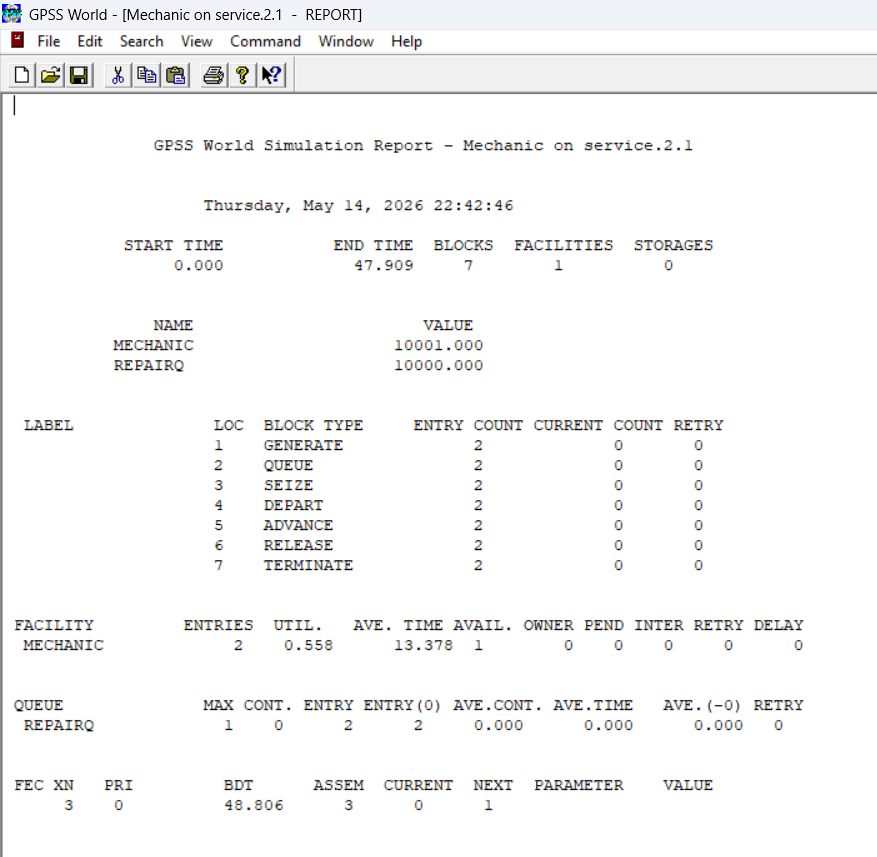 GPSS World - [Mechanic on service.2.1 - REPORT]
File Edit Search View Command Window Help
GPSS World Simulation Report - Mechanic on service.2.1
Thursday, May 14, 2026 22:42:46
START TIME END TIME BLOCKS FACILITIES STORAGES
0.000 47.909 7 1 0
NAME VALUE
MECHANIC 10001.000
REPAIRQ 10000.000
LABEL LOC BLOCK TYPE ENTRY COUNT CURRENT COUNT RETRY
1 GENERATE 2 0 0
2 QUEUE 2 0 0
3 SEIZE 2 0 0
4 DEPART 2 0 0
5 ADVANCE 2 0 0
6 RELEASE 2 0 0
7 TERMINATE 2 0 0
FACILITY ENTRIES UTIL. AVE. TIME AVAIL. OWNER PEND INTER RETRY DELAY
MECHANIC 2 0.558 13.378 1 0 0 0 0 0
QUEUE MAX CONT. ENTRY ENTRY(0) AVE.CONT. AVE.TIME AVE.(-0) RETRY
REPAIRQ 1 0 2 2 0.000 0.000 0.000 0
FEC XN PRI BDT ASSEM CURRENT NEXT PARAMETER VALUE
3 0 48.806 3 0 1